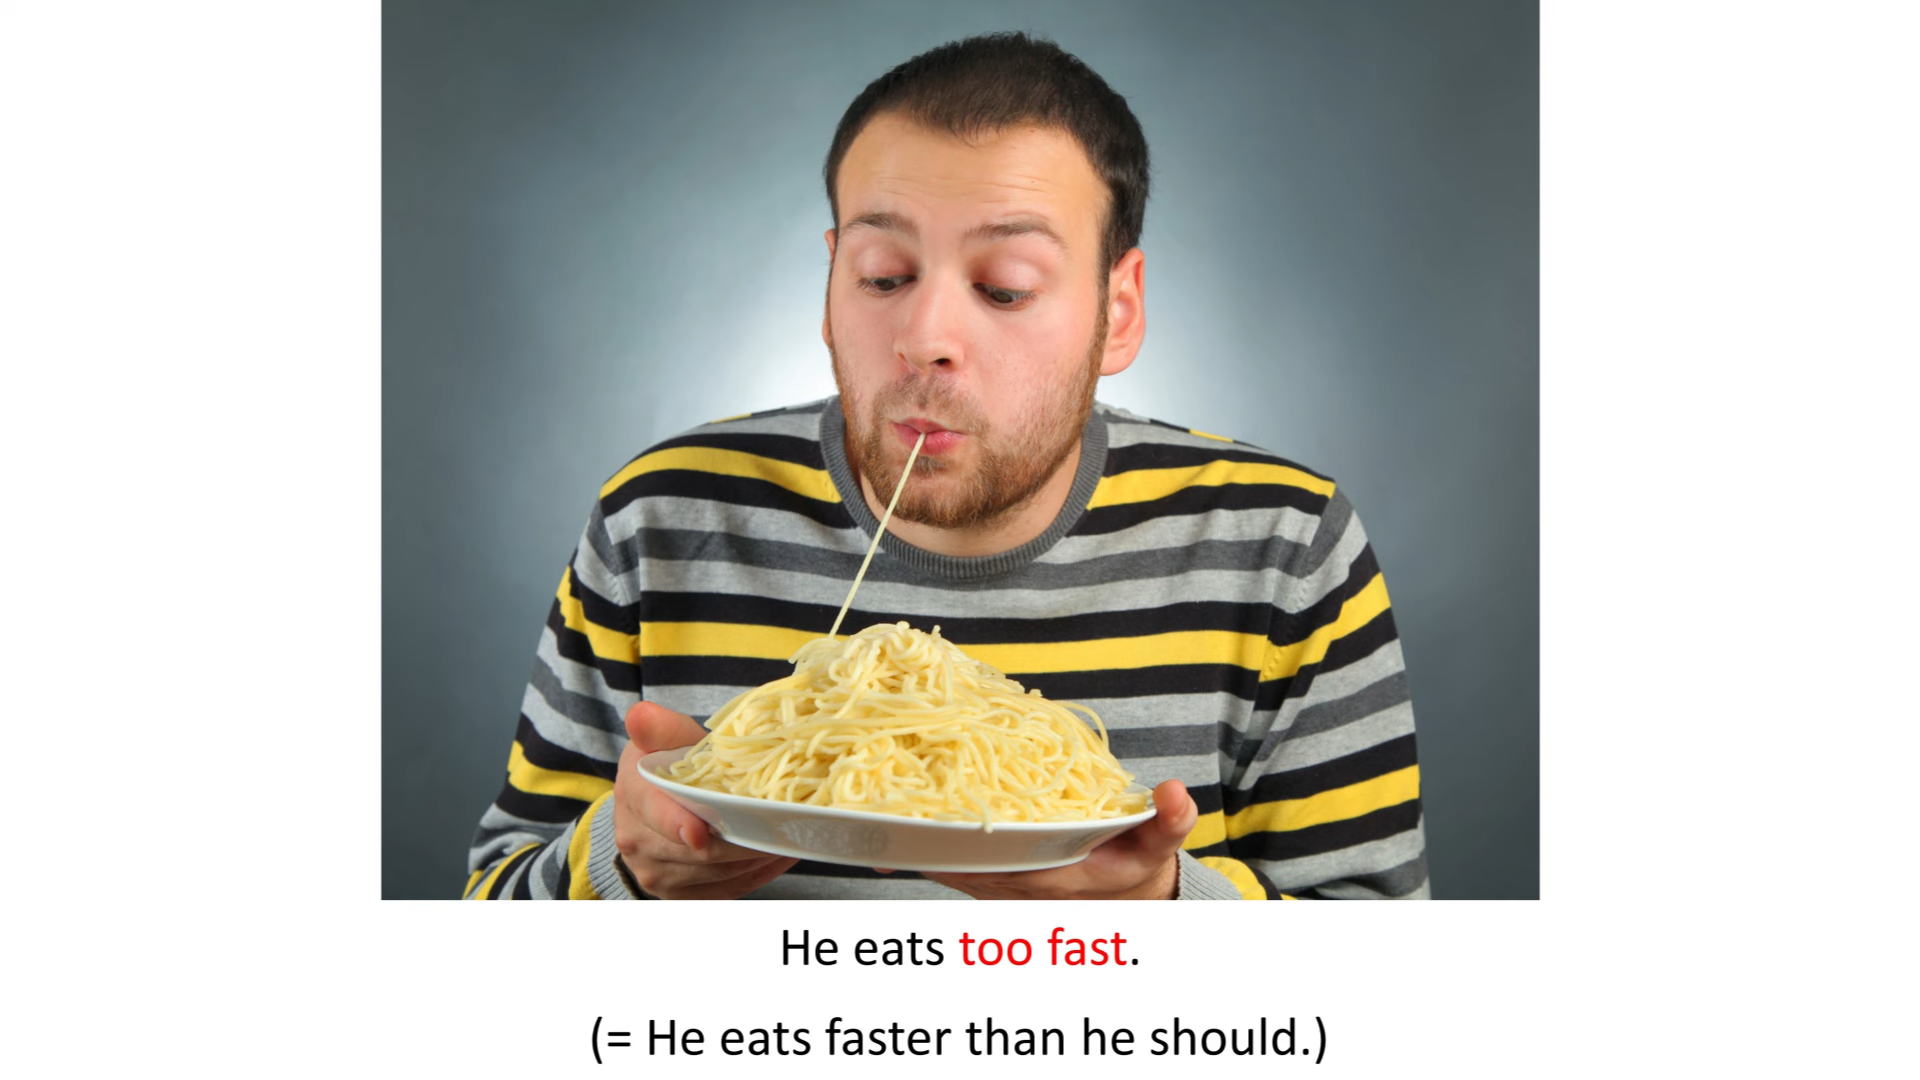 He eats too fast.
(= He eats faster than he should.)